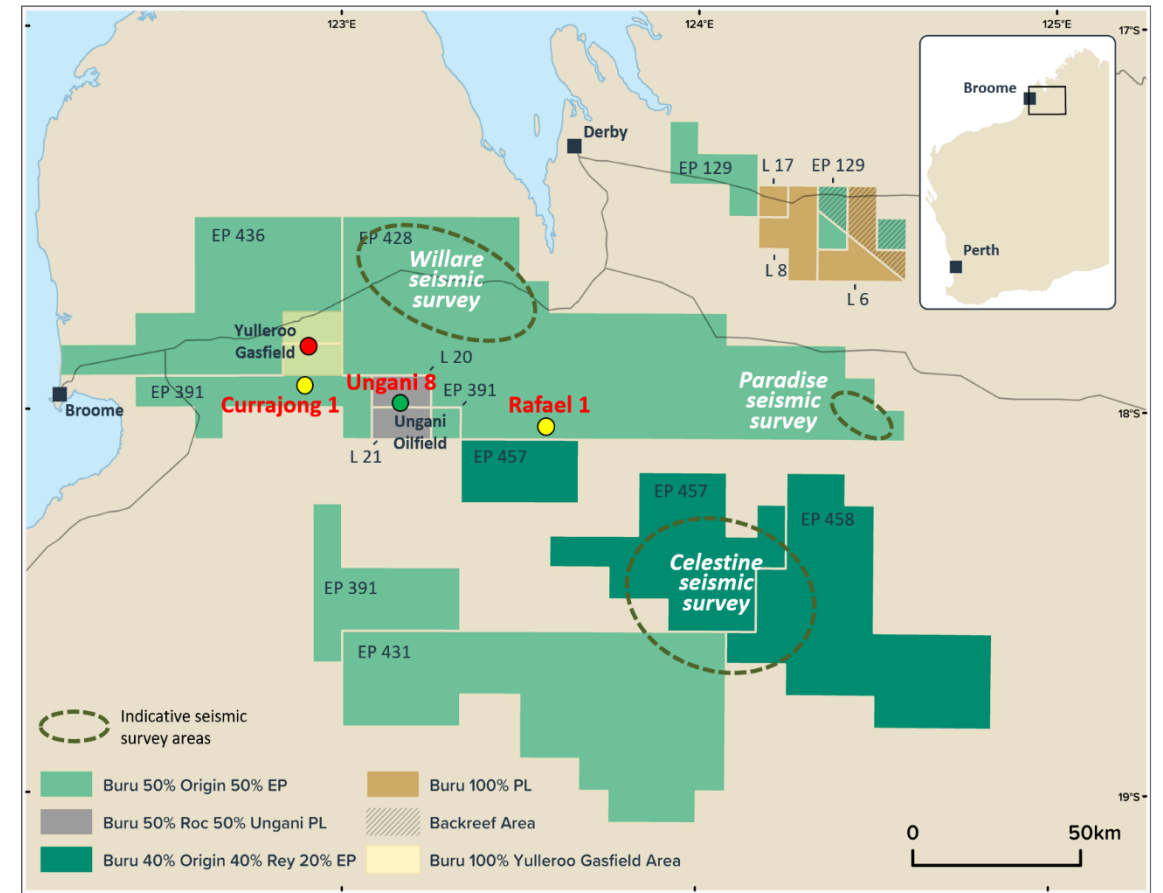 123°E
124°E
125°E
17°S
Broome
Perth
Derby
EP 129
L 17
EP 129
L 8
L 6
EP 436
EP 428
Willare
seismic
survey
Yulleroo
Gasfield
L 20
EP 391
Ungani 8
EP 391
Currajong 1
Rafael 1
Paradise
seismic
survey
Broome
18°S
Ungani
Oilfield
L 21
EP 457
EP 457
EP 458
Celestine
seismic
survey
EP 391
EP 431
Indicative seismic
survey areas
Buru 50% Origin 50% EP
Buru 100% PL
Buru 50% Roc 50% Ungani PL
Backreef Area
Buru 40% Origin 40% Rey 20% EP
Buru 100% Yulleroo Gasfield Area
19°S
0
50km